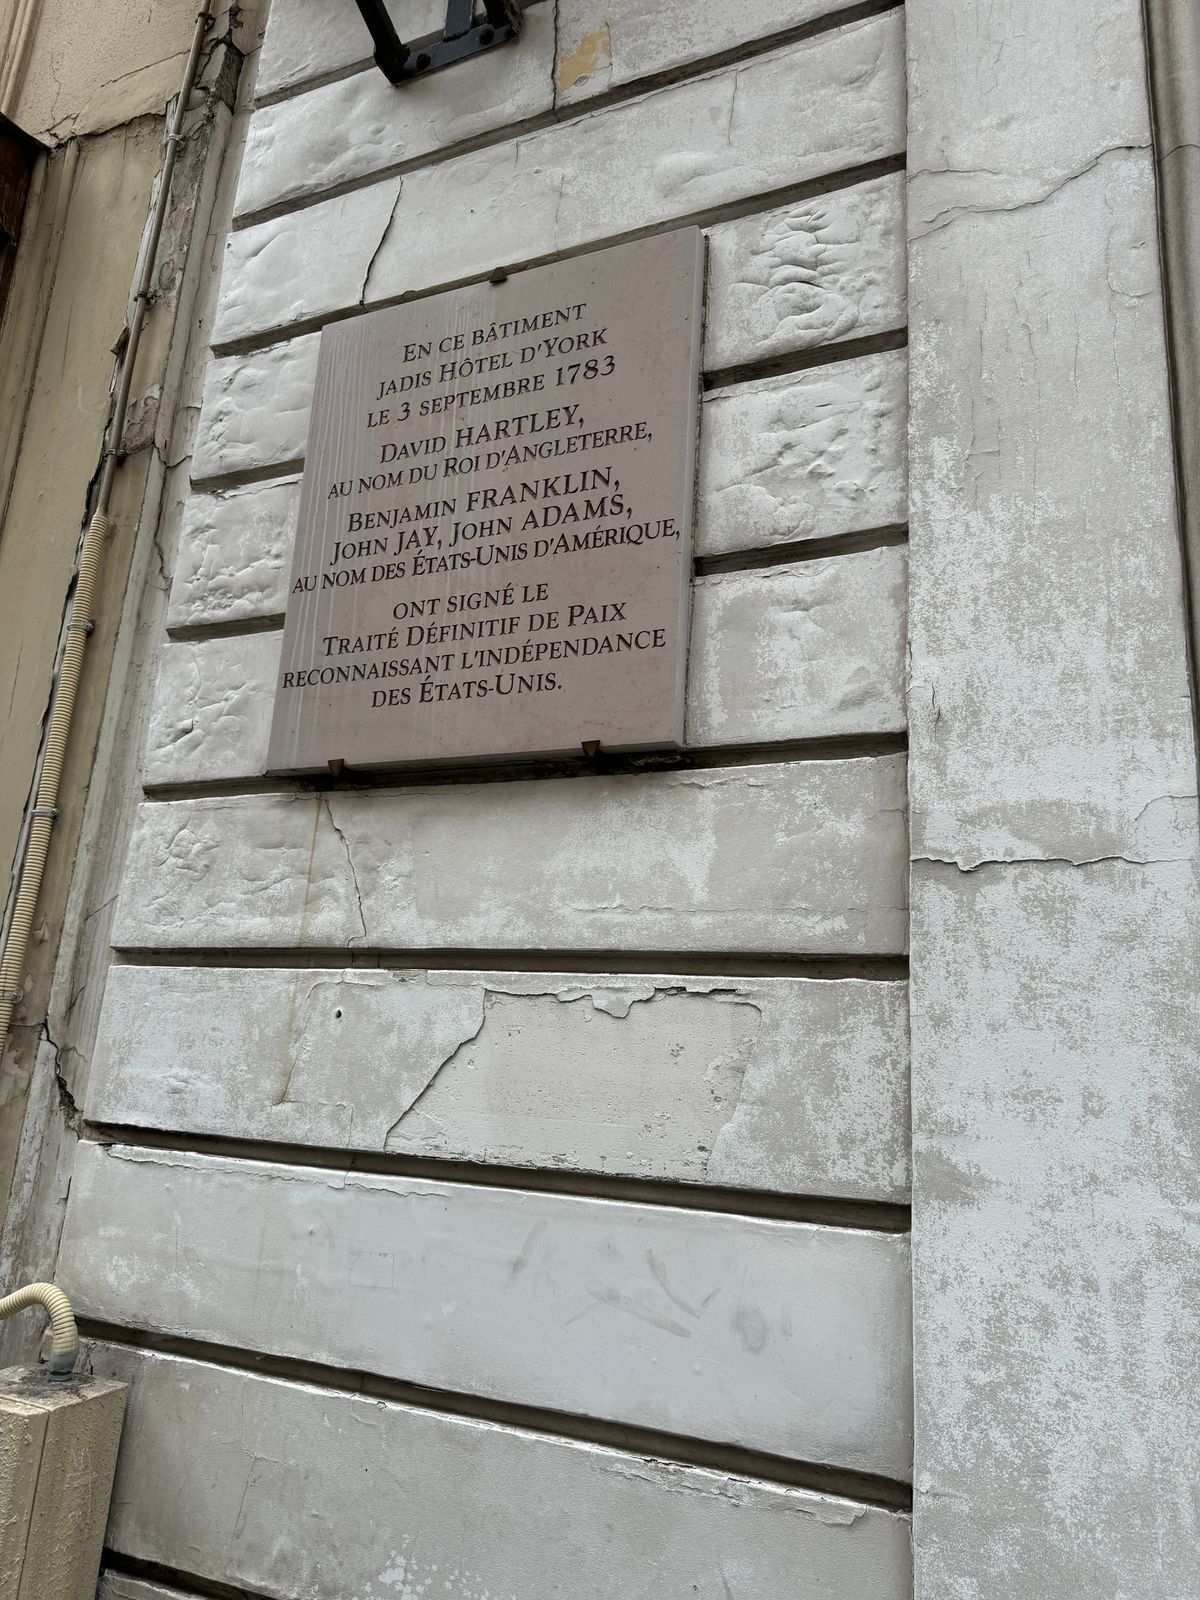 EN CE BÂTIMENT
JADIS HÔTEL D'YORK
LE 3 SEPTEMBRE 1783
DAVID HARTLEY,
AU NOM DU ROI D'ANGLETERRE,
BENJAMIN FRANKLIN,
JOHN JAY, JOHN ADAMS,
AU NOM DES ÉTATS-UNIS D'AMÉRIQUE,
ONT SIGNÉ LE
TRAITÉ DÉFINITIF DE PAIX
RECONNAISSANT L'INDÉPENDANCE
DES ÉTATS-UNIS.